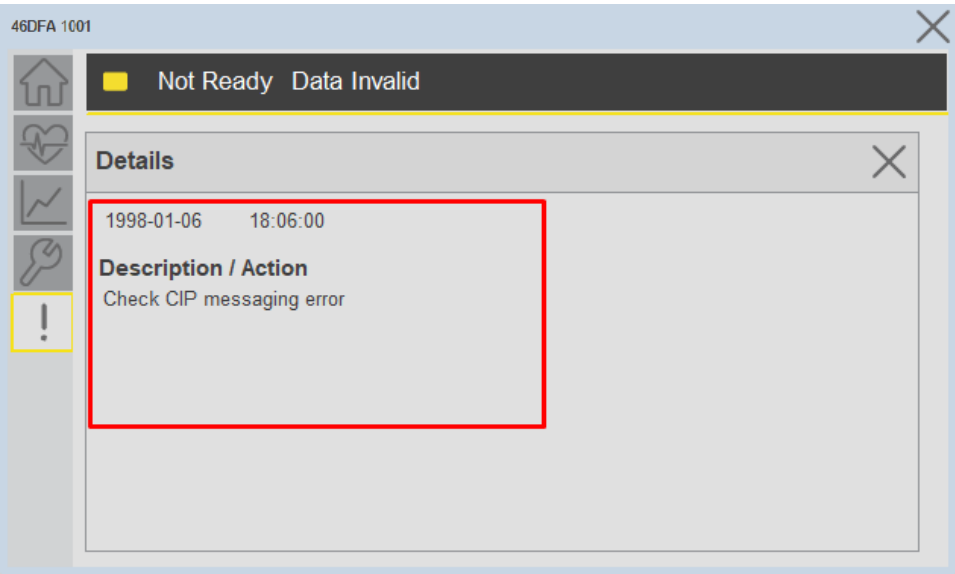 46DFA 1001
Not Ready Data Invalid
Details
1998-01-06 18:06:00
Description / Action
Check CIP messaging error